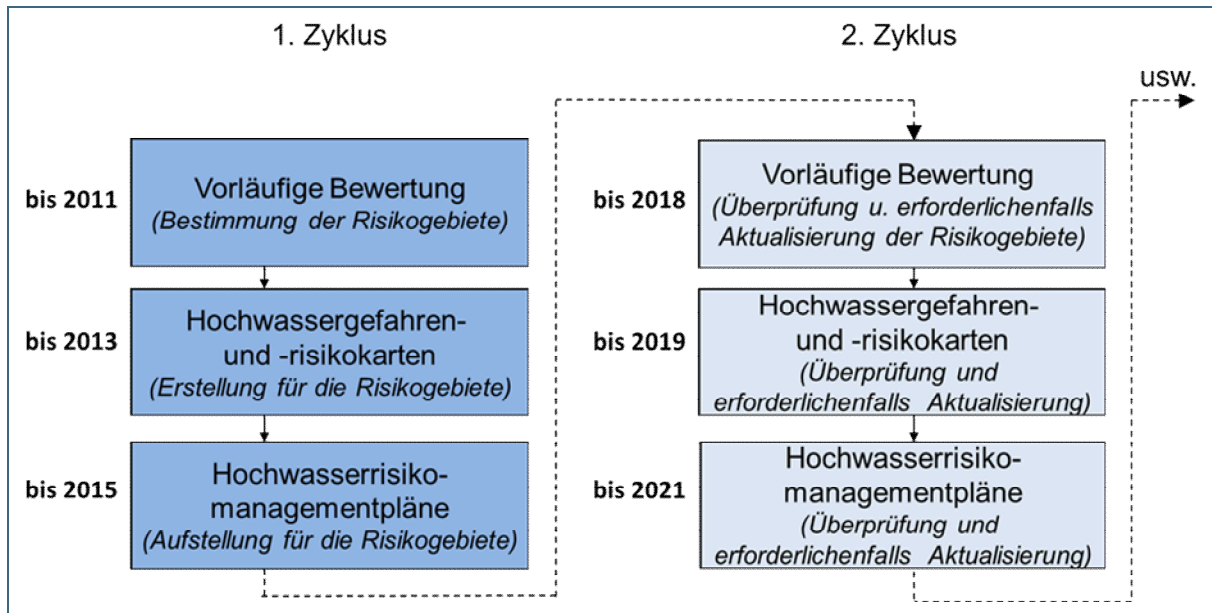 1. Zyklus
bis 2011
Vorläufige Bewertung
(Bestimmung der Risikogebiete)
bis 2013
Hochwassergefahren-
und -risikokarten
(Erstellung für die Risikogebiete)
bis 2015
Hochwasserrisiko-
managementpläne
(Aufstellung für die Risikogebiete)
2. Zyklus
bis 2018
Vorläufige Bewertung
(Überprüfung u. erforderlichenfalls
Aktualisierung der Risikogebiete)
bis 2019
Hochwassergefahren-
und -risikokarten
(Überprüfung und
erforderlichenfalls Aktualisierung)
bis 2021
Hochwasserrisiko-
managementpläne
(Überprüfung und
erforderlichenfalls Aktualisierung)
usw.